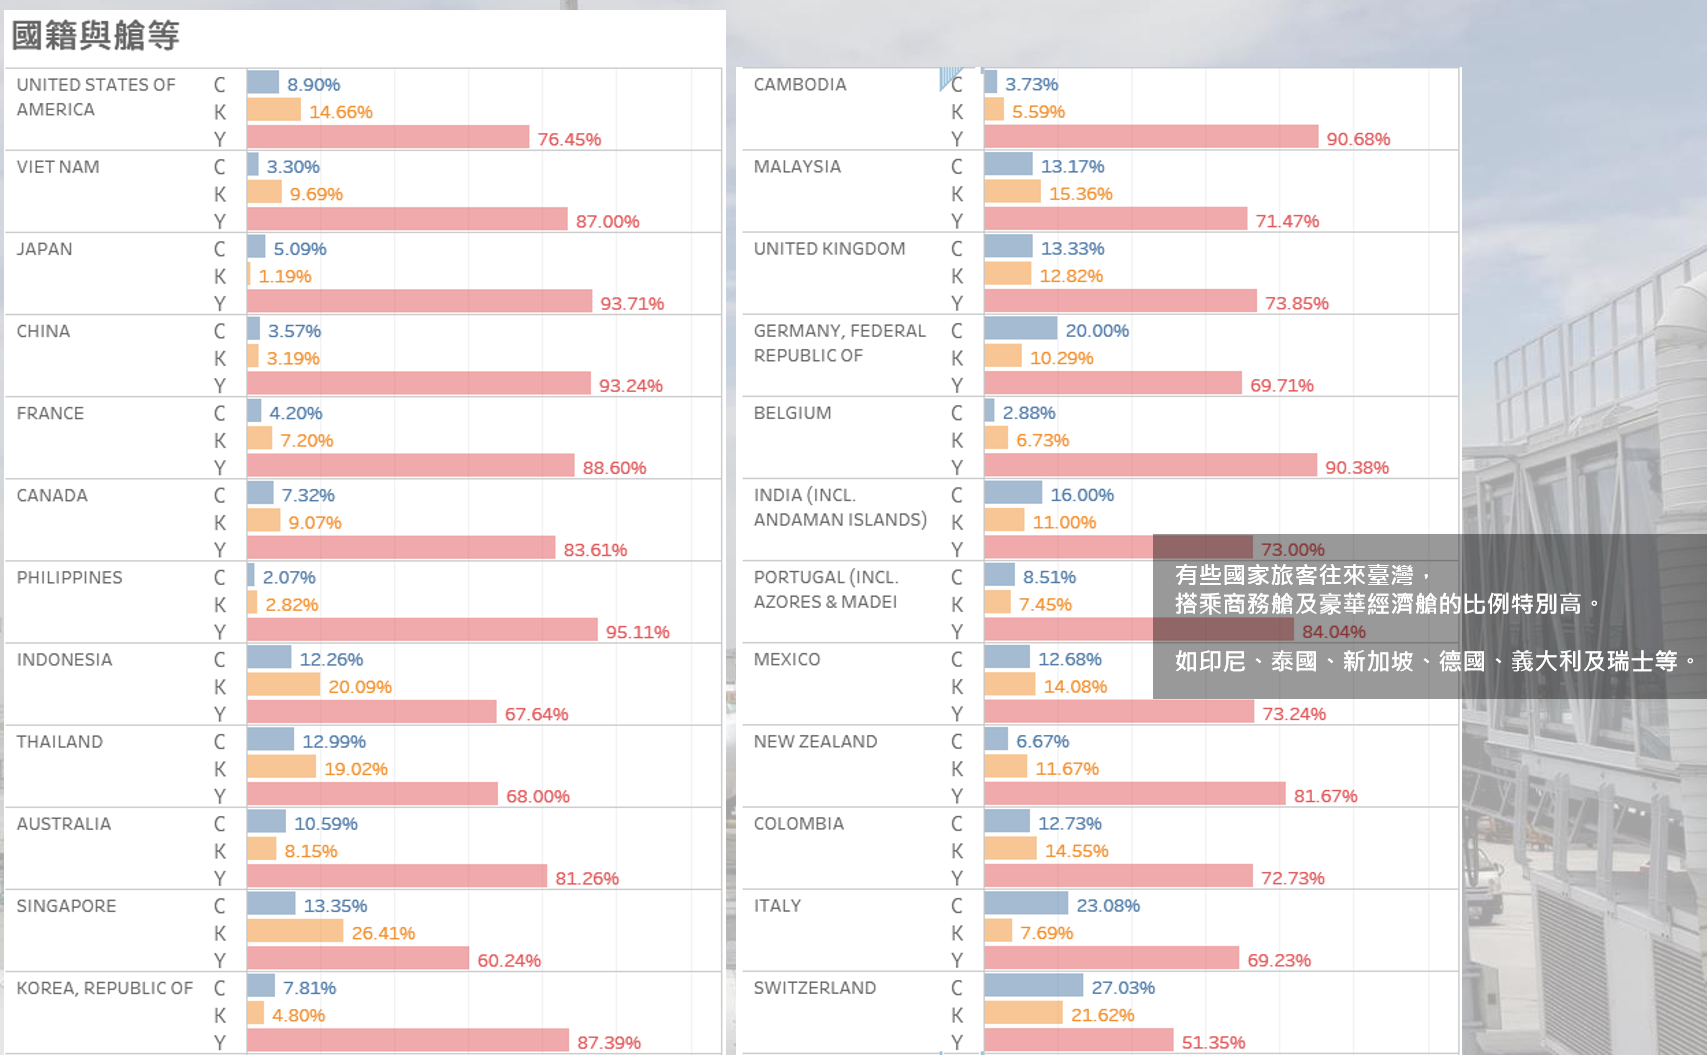 國籍與艙等
UNITED STATES OF AMERICA
C 8.90%
K 14.66%
Y 76.45%
VIET NAM
C 3.30%
K 9.69%
Y 87.00%
JAPAN
C 5.09%
K 1.19%
Y 93.71%
CHINA
C 3.57%
K 3.19%
Y 93.24%
FRANCE
C 4.20%
K 7.20%
Y 88.60%
CANADA
C 7.32%
K 9.07%
Y 83.61%
PHILIPPINES
C 2.07%
K 2.82%
Y 95.11%
INDONESIA
C 12.26%
K 20.09%
Y 67.64%
THAILAND
C 12.99%
K 19.02%
Y 68.00%
AUSTRALIA
C 10.59%
K 8.15%
Y 81.26%
SINGAPORE
C 13.35%
K 26.41%
Y 60.24%
KOREA, REPUBLIC OF
C 7.81%
K 4.80%
Y 87.39%
CAMBODIA
C 3.73%
K 5.59%
Y 90.68%
MALAYSIA
C 13.17%
K 15.36%
Y 71.47%
UNITED KINGDOM
C 13.33%
K 12.82%
Y 73.85%
GERMANY, FEDERAL REPUBLIC OF
C 20.00%
K 10.29%
Y 69.71%
BELGIUM
C 2.88%
K 6.73%
Y 90.38%
INDIA (INCL. ANDAMAN ISLANDS)
C 16.00%
K 11.00%
Y 73.00%
PORTUGAL (INCL. AZORES & MADEI
C 8.51%
K 7.45%
Y 84.04%
MEXICO
C 12.68%
K 14.08%
Y 73.24%
NEW ZEALAND
C 6.67%
K 11.67%
Y 81.67%
COLOMBIA
C 12.73%
K 14.55%
Y 72.73%
ITALY
C 23.08%
K 7.69%
Y 69.23%
SWITZERLAND
C 27.03%
K 21.62%
Y 51.35%
有些國家旅客往來臺灣，
搭乘商務艙及豪華經濟艙的比例特別高。
如印尼、泰國、新加坡、德國、義大利及瑞士等。